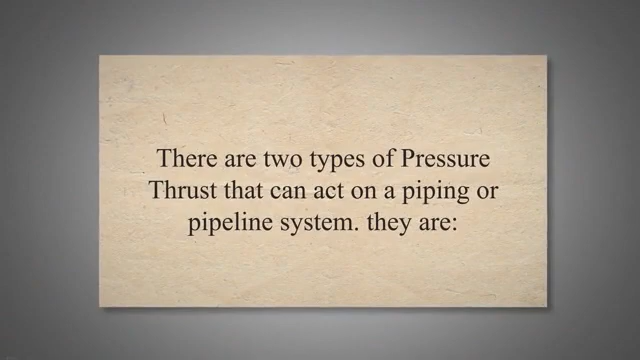 There are two types of Pressure
Thrust that can act on a piping or
pipeline system. they are: